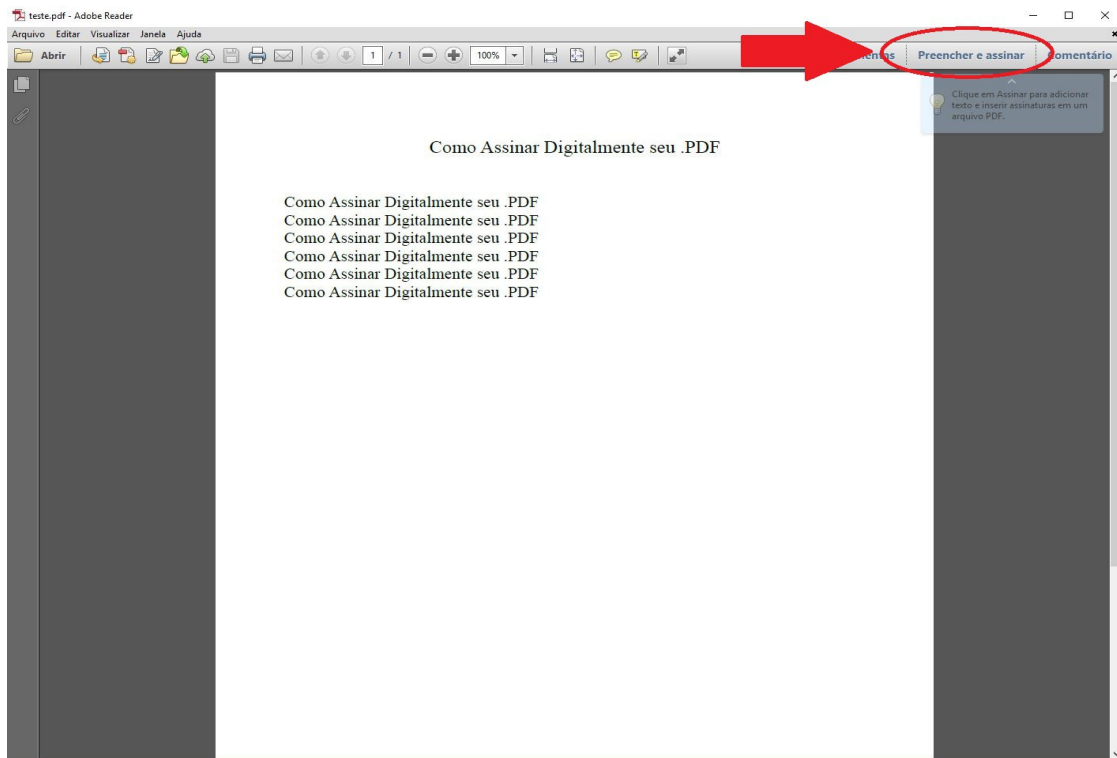 teste.pdf - Adobe Reader
Arquivo Editar Visualizar Janela Ajuda
Abrir 1 / 1 100% Preencher e assinar Comentário
Clique em Assinar para adicionar
texto e inserir assinaturas em um
arquivo PDF.
Como Assinar Digitalmente seu .PDF
Como Assinar Digitalmente seu .PDF
Como Assinar Digitalmente seu .PDF
Como Assinar Digitalmente seu .PDF
Como Assinar Digitalmente seu .PDF
Como Assinar Digitalmente seu .PDF
Como Assinar Digitalmente seu .PDF